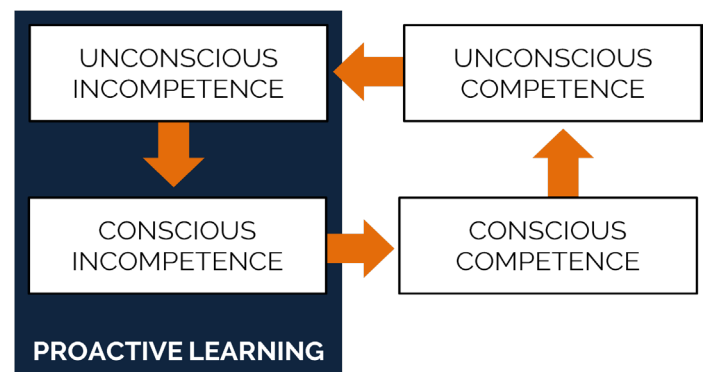 UNCONSCIOUS
INCOMPETENCE
UNCONSCIOUS
COMPETENCE
CONSCIOUS
INCOMPETENCE
CONSCIOUS
COMPETENCE
PROACTIVE LEARNING